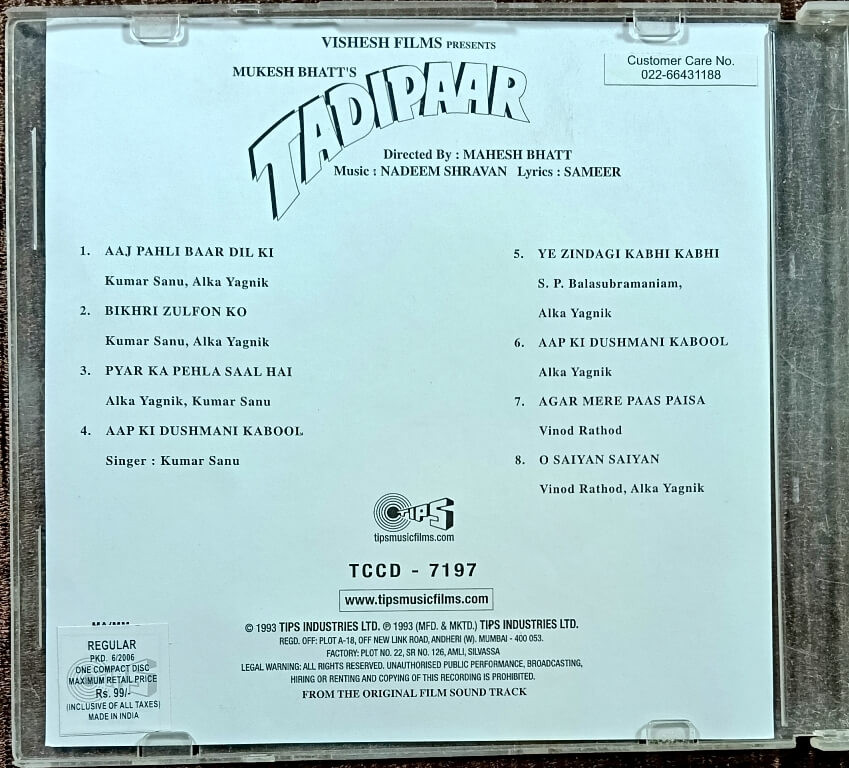 VISHESH FILMS PRESENTS
MUKESH BHATT'S
TADIPAAR
Customer Care No.
022-66431188
Directed By : MAHESH BHATT
Music : NADEEM SHRAVAN Lyrics : SAMEER
1. AAJ PAHLI BAAR DIL KI
Kumar Sanu, Alka Yagnik
2. BIKHRI ZULFON KO
Kumar Sanu, Alka Yagnik
3. PYAR KA PEHLA SAAL HAI
Alka Yagnik, Kumar Sanu
4. AAP KI DUSHMANI KABOOL
Singer : Kumar Sanu
5. YE ZINDAGI KABHI KABHI
S. P. Balasubramaniam,
Alka Yagnik
6. AAP KI DUSHMANI KABOOL
Alka Yagnik
7. AGAR MERE PAAS PAISA
Vinod Rathod
8. O SAIYAN SAIYAN
Vinod Rathod, Alka Yagnik
TIPS
tipsmusicfilms.com
TCCD - 7197
www.tipsmusicfilms.com
© 1993 TIPS INDUSTRIES LTD. ℗ 1993 (MFD. & MKTD.) TIPS INDUSTRIES LTD.
REGD. OFF: PLOT A-18, OFF NEW LINK ROAD, ANDHERI (W). MUMBAI - 400 053.
FACTORY: PLOT NO. 22, SR NO. 126, AMLI, SILVASSA
LEGAL WARNING: ALL RIGHTS RESERVED. UNAUTHORISED PUBLIC PERFORMANCE, BROADCASTING,
HIRING OR RENTING AND COPYING OF THIS RECORDING IS PROHIBITED.
FROM THE ORIGINAL FILM SOUND TRACK
REGULAR
PKD. 6/2006
ONE COMPACT DISC
MAXIMUM RETAIL PRICE
Rs. 99/-
(INCLUSIVE OF ALL TAXES)
MADE IN INDIA